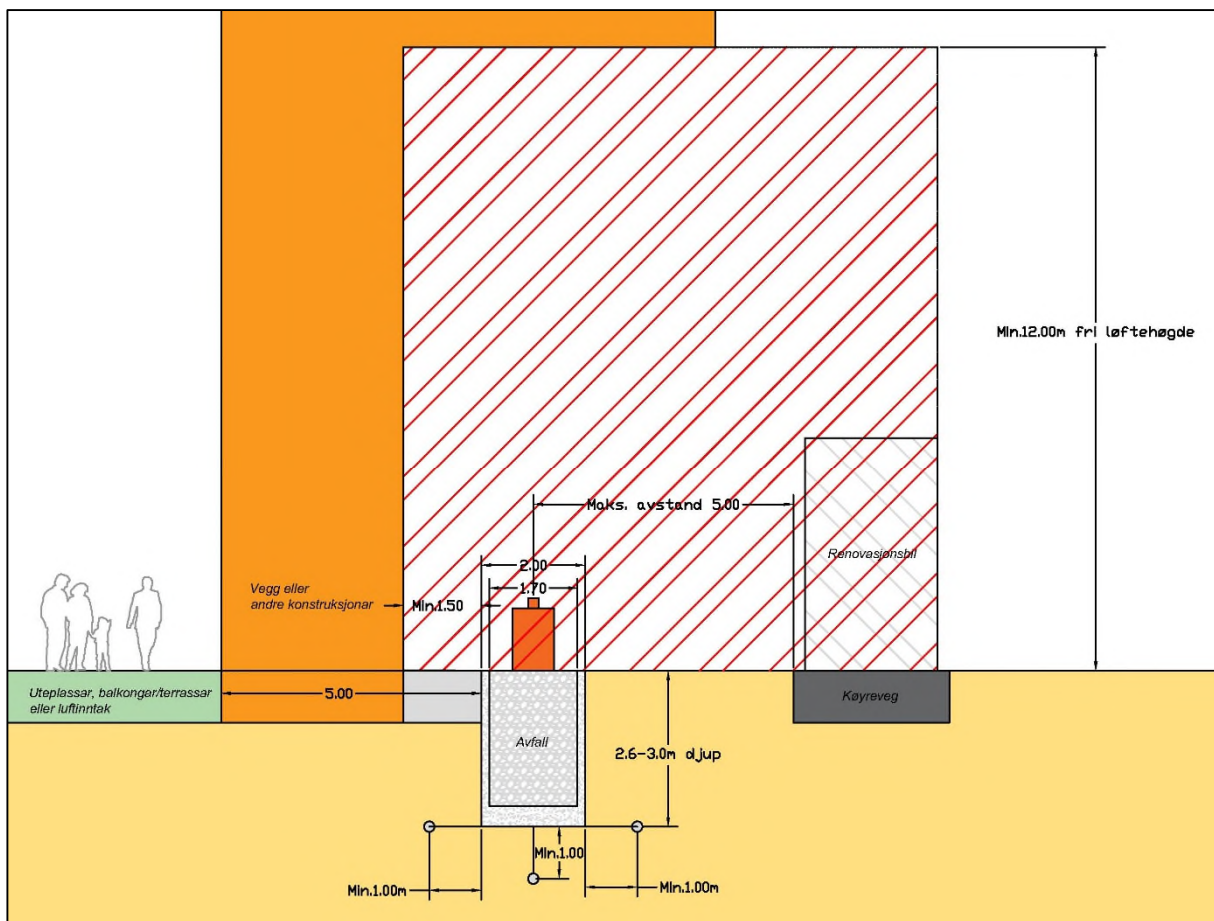 Min.12.00m fri løftehøgde
Maks. avstand 5.00
Renovasjonsbil
2.00
1.70
Vegg eller
andre konstruksjonar
Min.1.50
Uteplassar, balkongar/terrassar
eller luftinntak
5.00
Køyreveg
Avfall
2.6-3.0m djup
Min.1.00
Min.1.00m
Min.1.00m